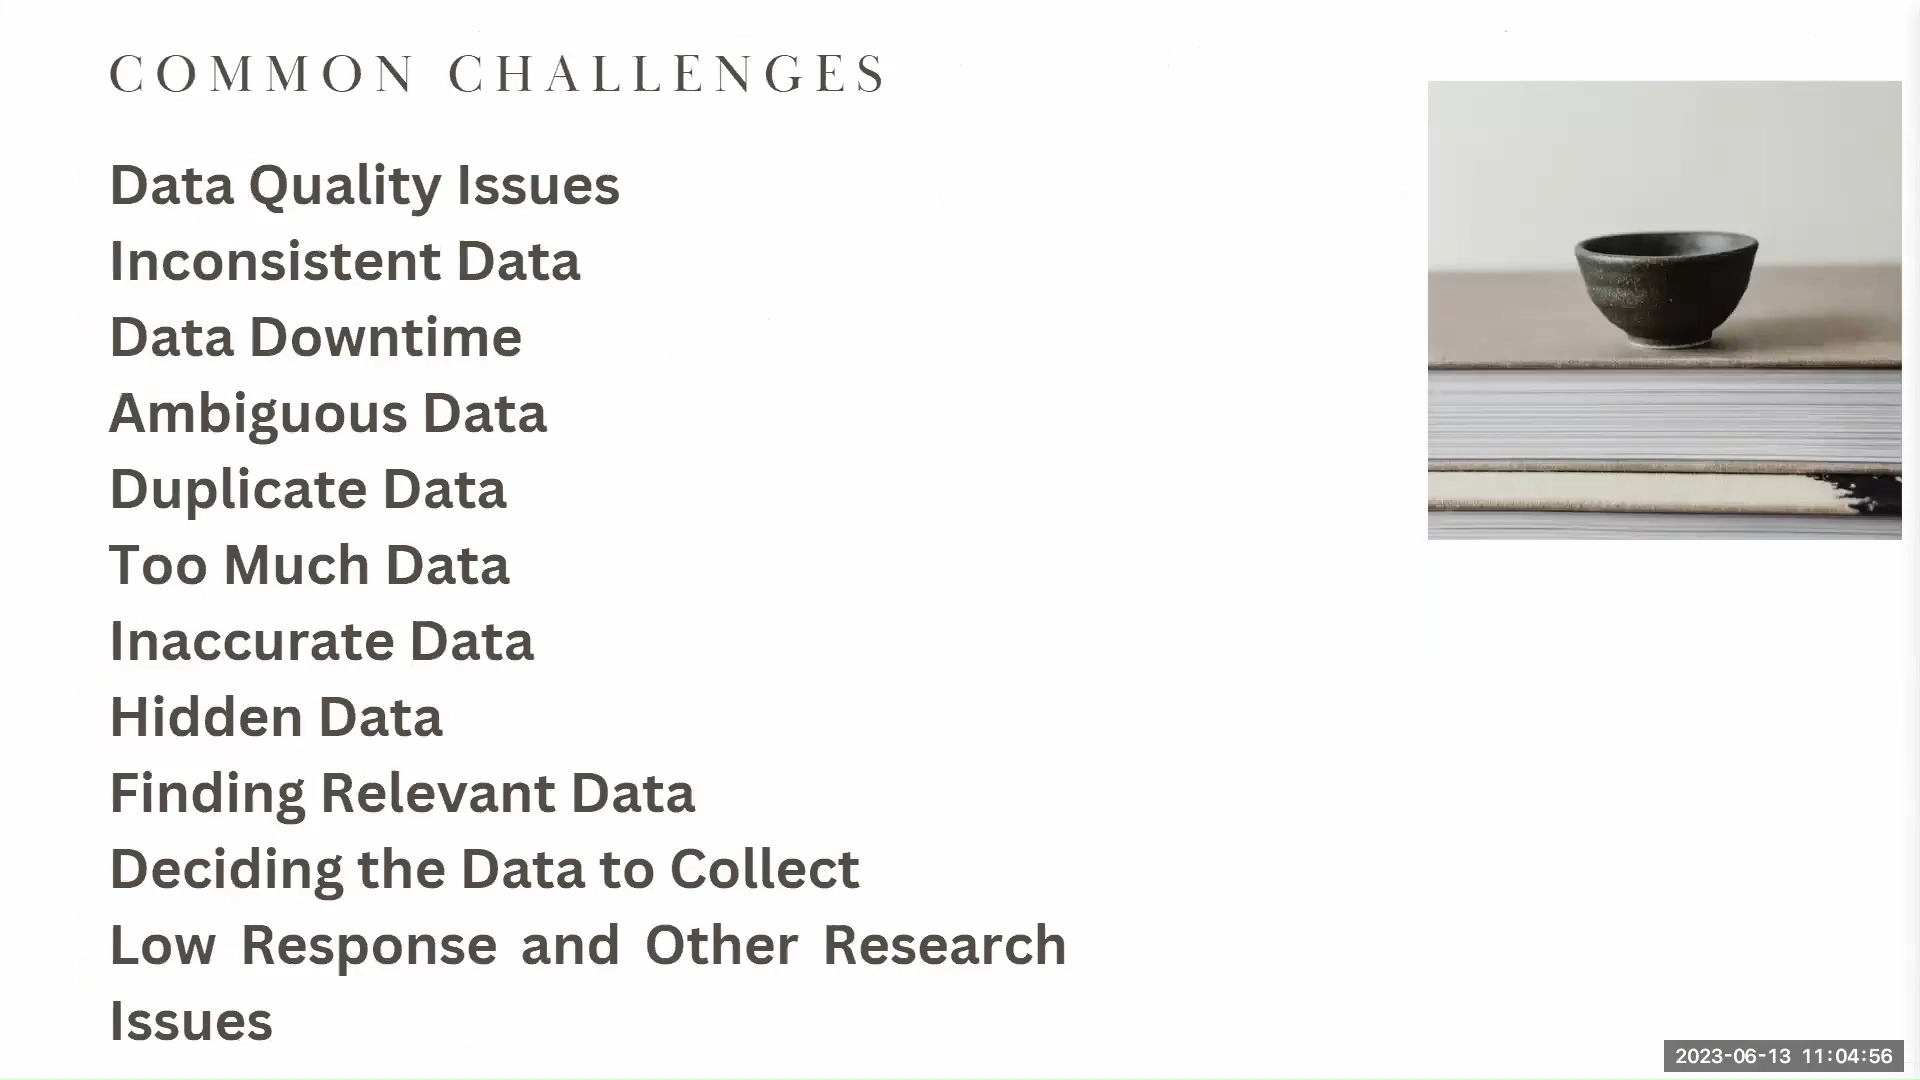 COMMON CHALLENGES
Data Quality Issues
Inconsistent Data
Data Downtime
Ambiguous Data
Duplicate Data
Too Much Data
Inaccurate Data
Hidden Data
Finding Relevant Data
Deciding the Data to Collect
Low Response and Other Research
Issues
2023-06-13 11:04:56